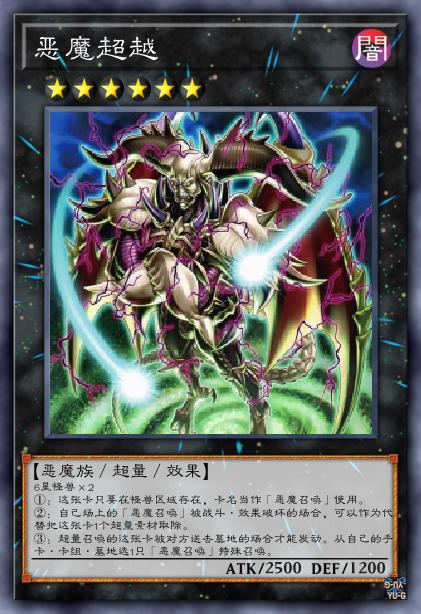 恶魔超越
闇
【恶魔族／超量／效果】
6星怪兽×2
①：这张卡只要在怪兽区域存在，卡名当作「恶魔召唤」使用。
②：自己场上的「恶魔召唤」被战斗·效果破坏的场合，可以作为代
替把这张卡1个超量素材取除。
③：超量召唤的这张卡被对方送去墓地的场合才能发动。从自己的手
卡·卡组·墓地选1只「恶魔召唤」特殊召唤。
ATK/2500 DEF/1200